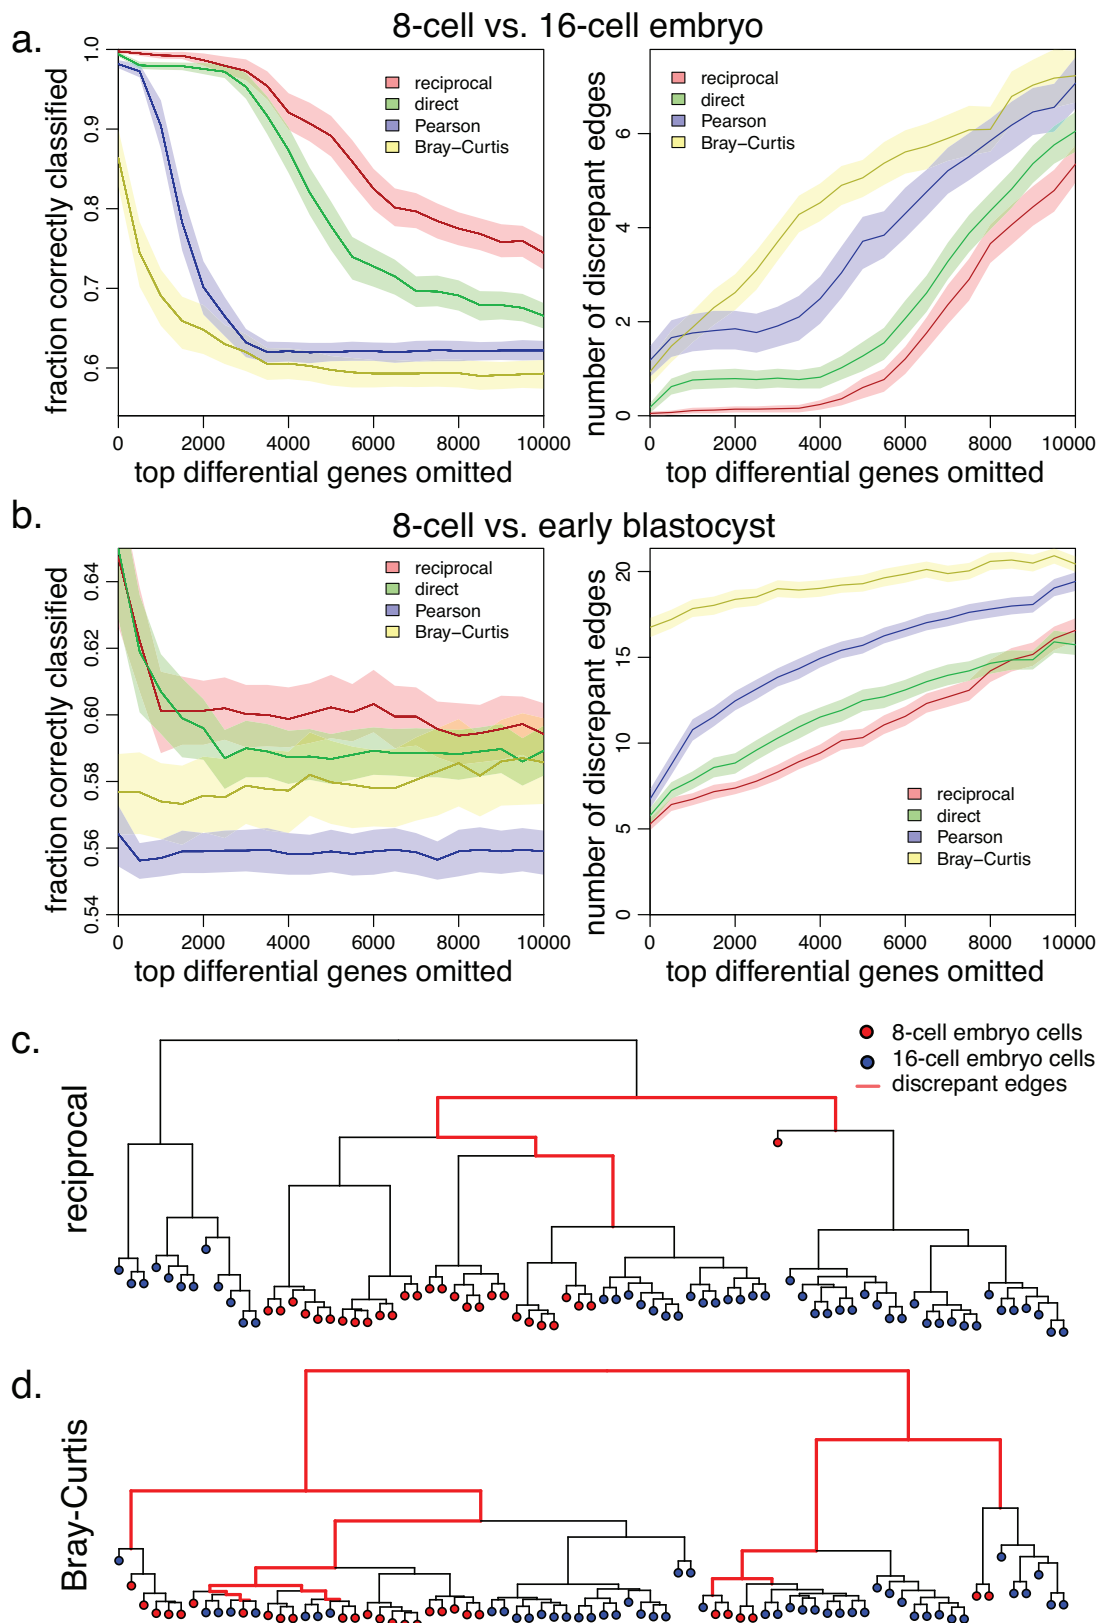 a.
8-cell vs. 16-cell embryo
fraction correctly classified
1.0
0.9
0.8
0.7
0.6
reciprocal
direct
Pearson
Bray−Curtis
0 2000 4000 6000 8000 10000
top differential genes omitted
number of discrepant edges
6
4
2
0
reciprocal
direct
Pearson
Bray−Curtis
0 2000 4000 6000 8000 10000
top differential genes omitted
b.
8-cell vs. early blastocyst
fraction correctly classified
0.64
0.62
0.60
0.58
0.56
0.54
reciprocal
direct
Pearson
Bray−Curtis
0 2000 4000 6000 8000 10000
top differential genes omitted
number of discrepant edges
20
15
10
5
0
reciprocal
direct
Pearson
Bray−Curtis
0 2000 4000 6000 8000 10000
top differential genes omitted
c.
reciprocal
8-cell embryo cells
16-cell embryo cells
discrepant edges
d.
Bray-Curtis